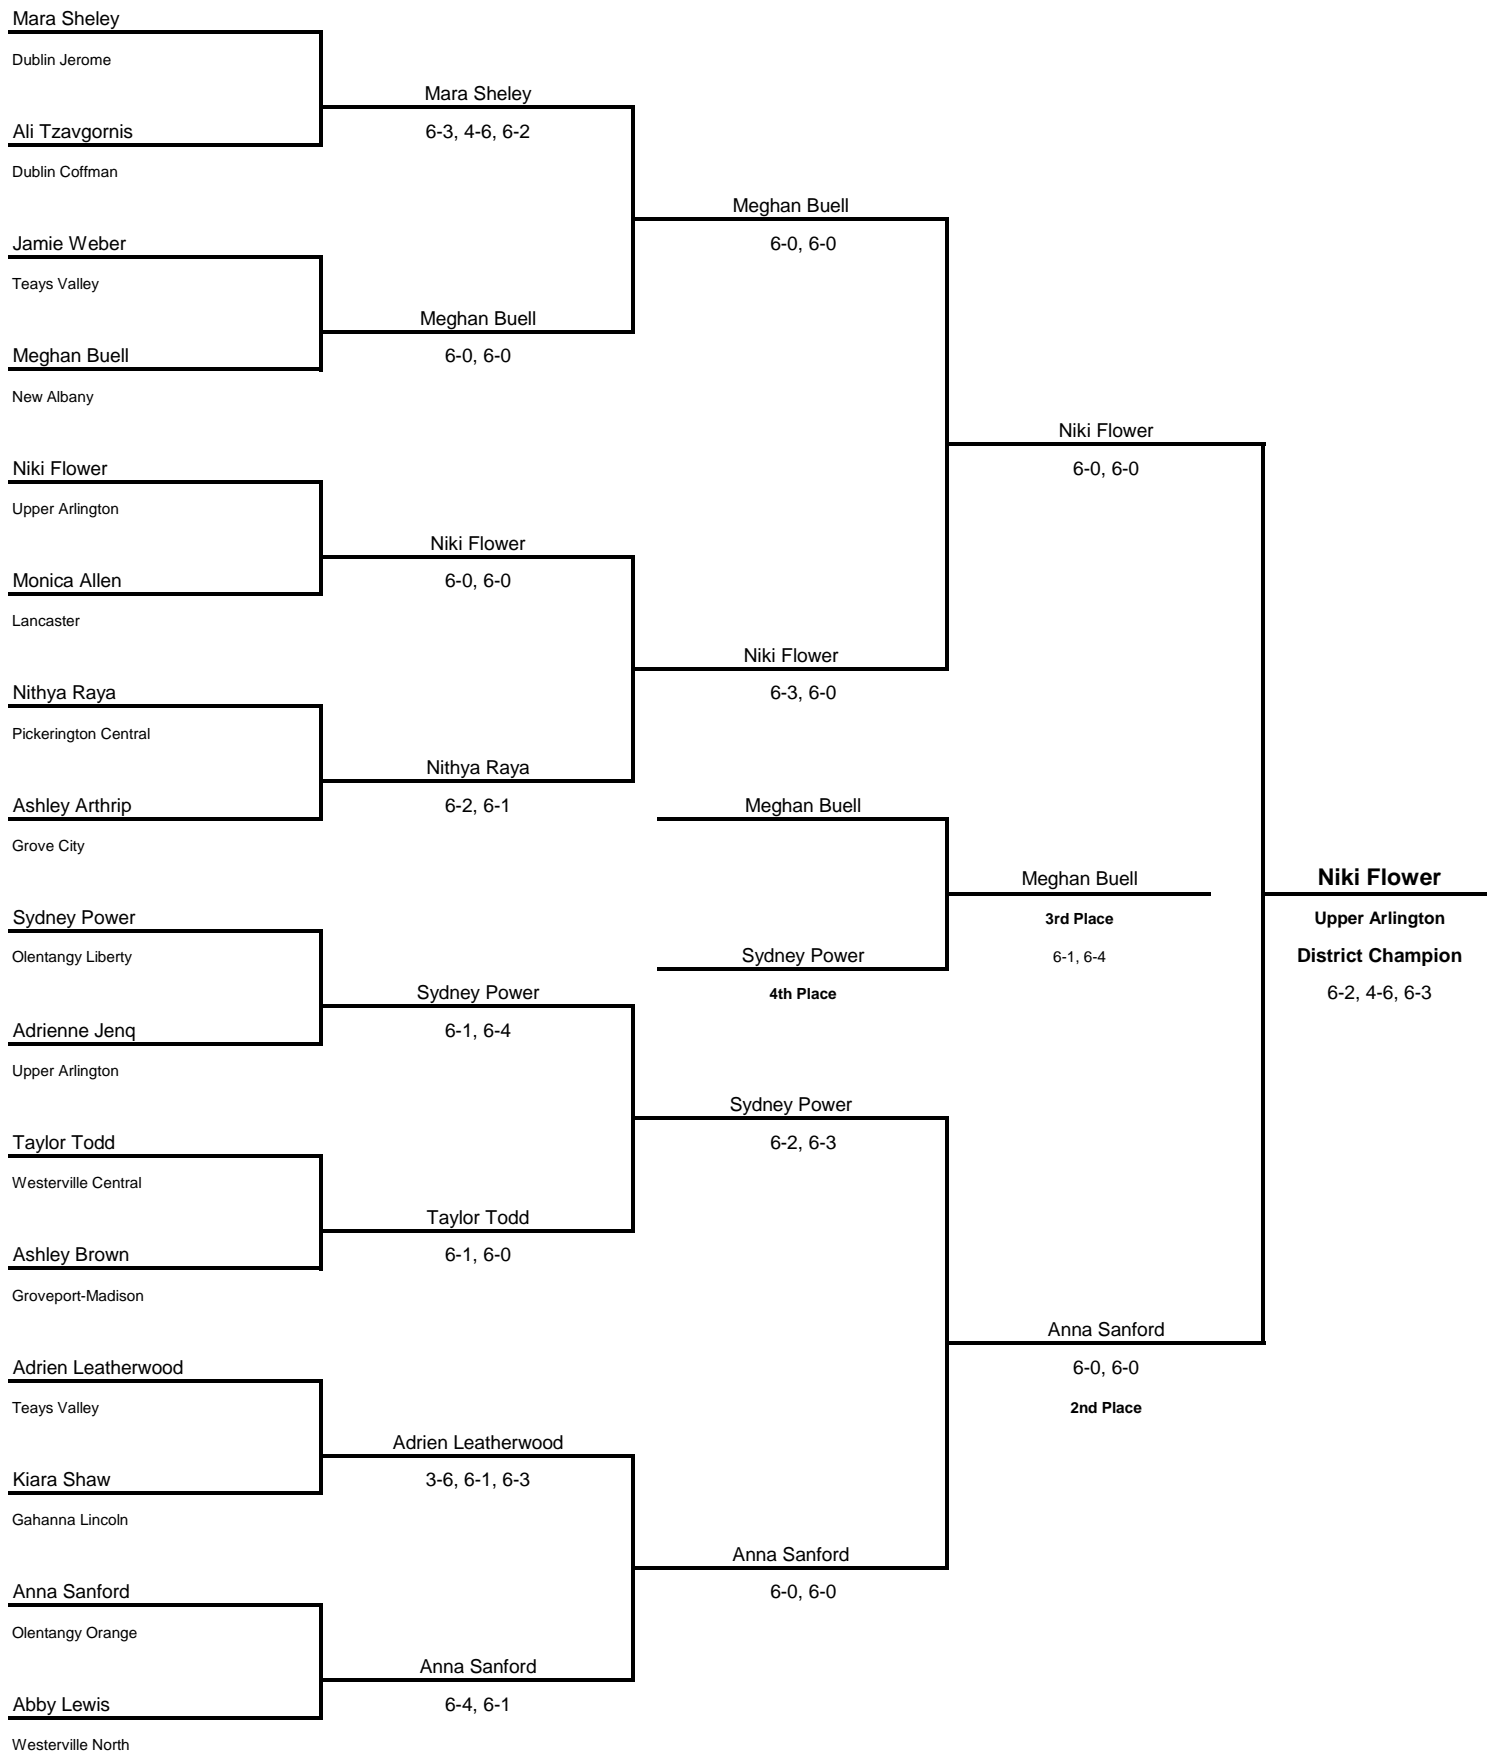 Mara Sheley
Dublin Jerome
Mara Sheley
Ali Tzavgornis
6-3, 4-6, 6-2
Dublin Coffman
Meghan Buell
Jamie Weber
6-0, 6-0
Teays Valley
Meghan Buell
Meghan Buell
6-0, 6-0
New Albany
Niki Flower
Niki Flower
6-0, 6-0
Upper Arlington
Niki Flower
Monica Allen
6-0, 6-0
Lancaster
Niki Flower
Nithya Raya
6-3, 6-0
Pickerington Central
Nithya Raya
Ashley Arthrip
6-2, 6-1
Meghan Buell
Grove City
Meghan Buell
Niki Flower
Sydney Power
3rd Place
Upper Arlington
Olentangy Liberty
Sydney Power
6-1, 6-4
District Champion
Sydney Power
4th Place
6-2, 4-6, 6-3
Adrienne Jenq
6-1, 6-4
Upper Arlington
Sydney Power
Taylor Todd
6-2, 6-3
Westerville Central
Taylor Todd
Ashley Brown
6-1, 6-0
Groveport-Madison
Anna Sanford
Adrien Leatherwood
6-0, 6-0
Teays Valley
2nd Place
Adrien Leatherwood
Kiara Shaw
3-6, 6-1, 6-3
Gahanna Lincoln
Anna Sanford
Anna Sanford
6-0, 6-0
Olentangy Orange
Anna Sanford
Abby Lewis
6-4, 6-1
Westerville North